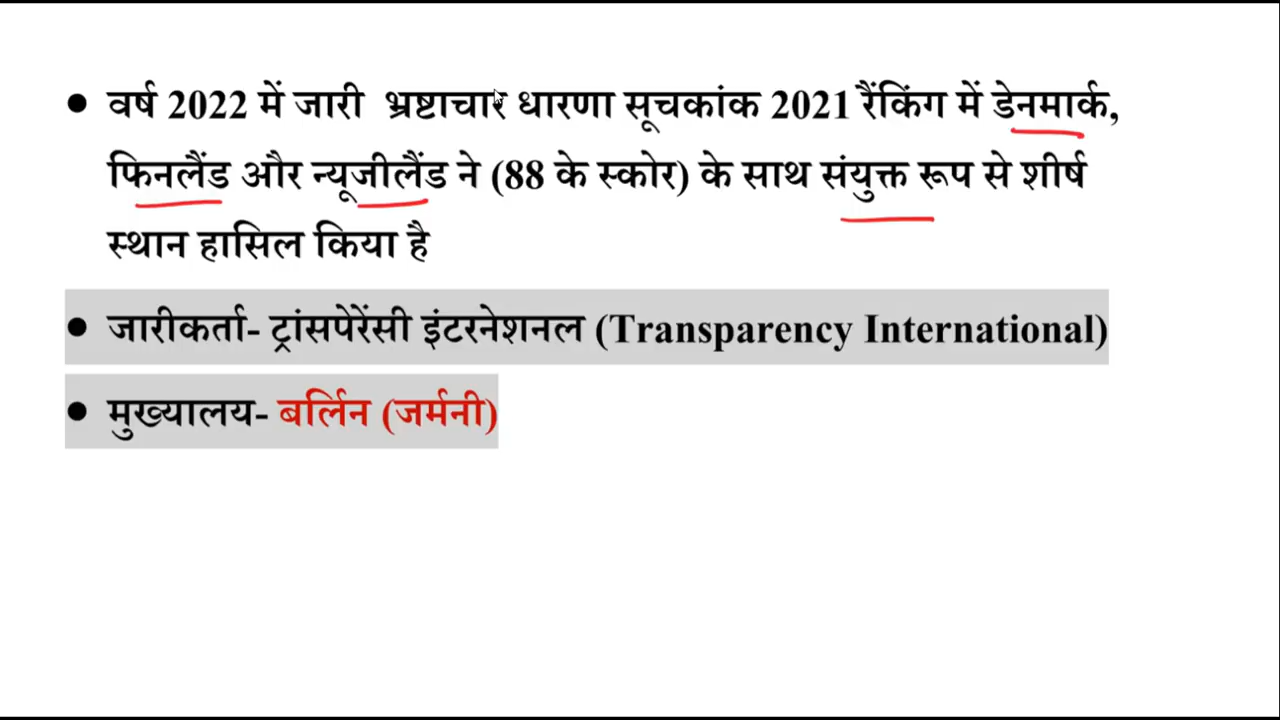 • वर्ष 2022 में जारी भ्रष्टाचार धारणा सूचकांक 2021 रैंकिंग में डेनमार्क,
फिनलैंड और न्यूजीलैंड ने (88 के स्कोर) के साथ संयुक्त रूप से शीर्ष
स्थान हासिल किया है
• जारीकर्ता- ट्रांसपेरेंसी इंटरनेशनल (Transparency International)
• मुख्यालय- बर्लिन (जर्मनी)